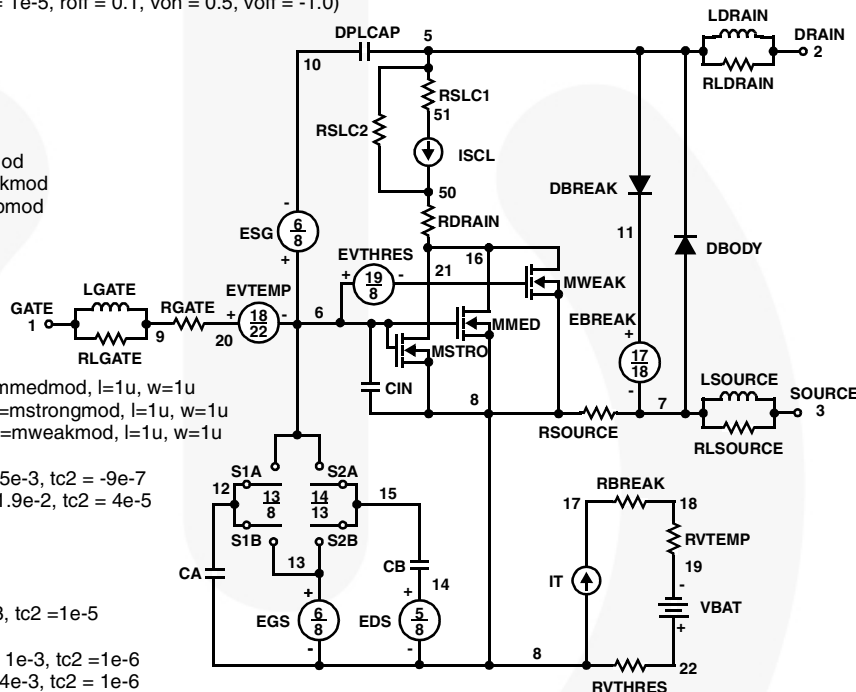 = 1e-5, roff = 0.1, von = 0.5, voff = -1.0)
LDRAIN
DPLCAP
5
DRAIN
2
10
RLDRAIN
RSLC1
51
RSLC2
ISCL
od
kmod
omod
DBREAK
50
-
RDRAIN
ESG
6
8
+
11
DBODY
EVTHRES
16
21
+
19
8
-
MWEAK
LGATE
EVTEMP
GATE
1
RGATE
+
18
22
-
6
MMED
EBREAK
+
9
20
MSTRO
17
18
-
RLGATE
LSOURCE
CIN
8
7
SOURCE
3
mmedmod, l=1u, w=1u
=mstrongmod, l=1u, w=1u
=mweakmod, l=1u, w=1u
RSOURCE
RLSOURCE
5e-3, tc2 = -9e-7
1.9e-2, tc2 = 4e-5
S1A
S2A
12
13
8
14
13
15
S1B
S2B
RBREAK
17
18
RVTEMP
13
CA
CB
14
19
IT
-
VBAT
+
3, tc2 =1e-5
+
EGS
6
8
-
+
EDS
5
8
-
1e-3, tc2 =1e-6
4e-3, tc2 = 1e-6
8
22
RVTHRES